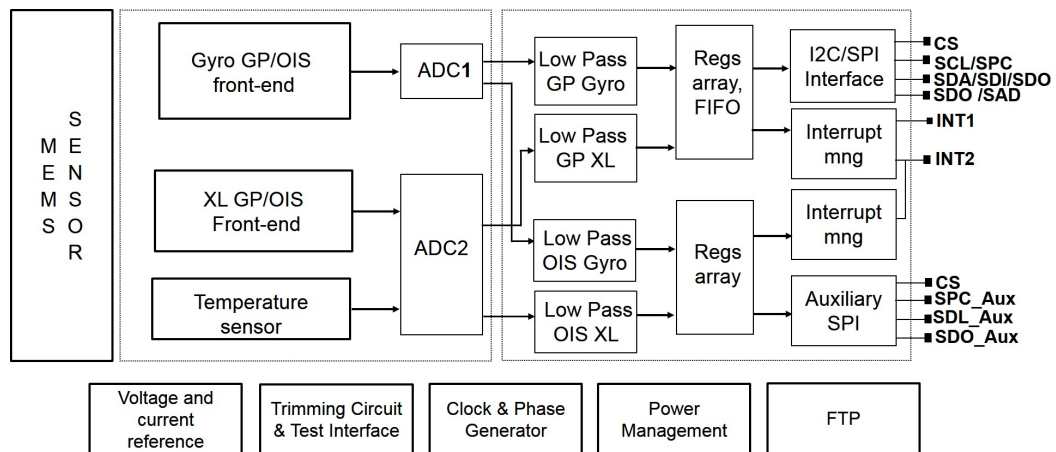 MEMS
SENSOR
Gyro GP/OIS
front-end
XL GP/OIS
Front-end
Temperature
sensor
ADC1
ADC2
Low Pass
GP Gyro
Low Pass
GP XL
Low Pass
OIS Gyro
Low Pass
OIS XL
Regs
array,
FIFO
Regs
array
I2C/SPI
Interface
Interrupt
mng
Interrupt
mng
Auxiliary
SPI
CS
SCL/SPC
SDA/SDI/SDO
SDO /SAD
INT1
INT2
CS
SPC_Aux
SDL_Aux
SDO_Aux
Voltage and
current
reference
Trimming Circuit
& Test Interface
Clock & Phase
Generator
Power
Management
FTP